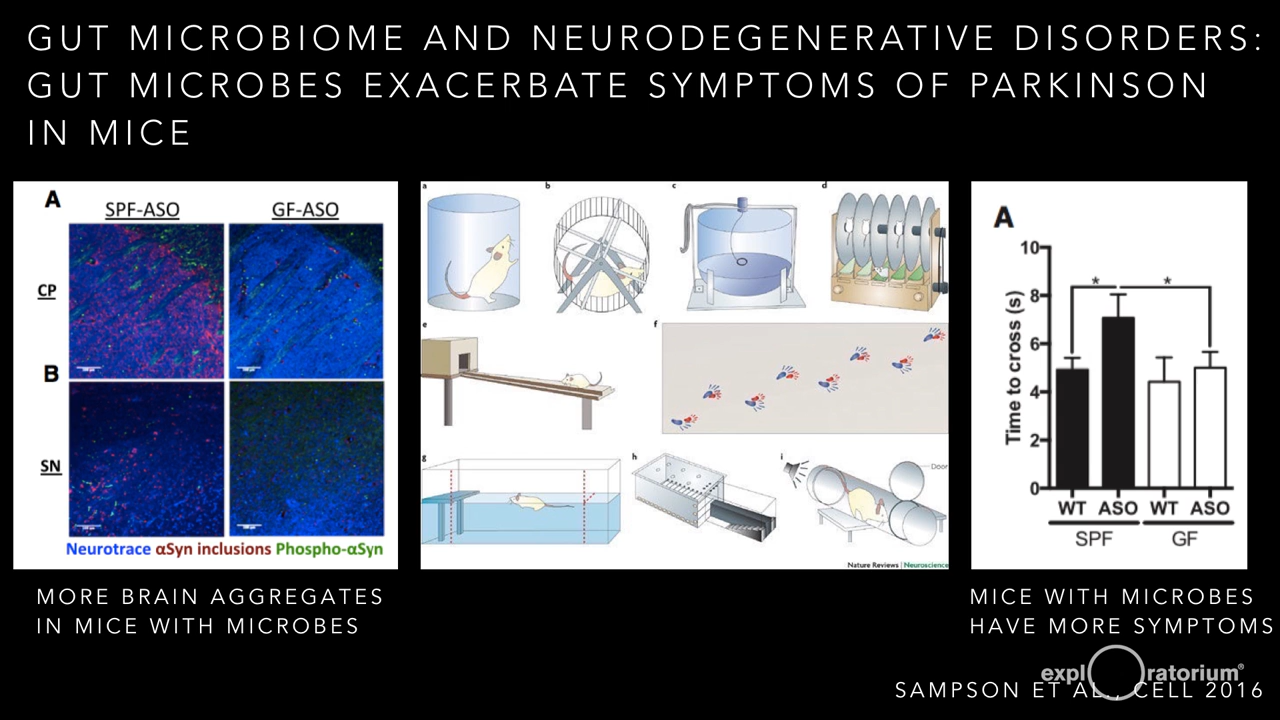 GUT MICROBIOME AND NEURODEGENERATIVE DISORDERS:
GUT MICROBES EXACERBATE SYMPTOMS OF PARKINSON
IN MICE
A
SPF-ASO GF-ASO
CP
B
SN
Neurotrace αSyn inclusions Phospho-αSyn
MORE BRAIN AGGREGATES
IN MICE WITH MICROBES
a b c d
e f
g h i
Door
Nature Reviews | Neuroscience
A
Time to cross (s)
10
8
6
4
2
0
* *
WT ASO WT ASO
SPF GF
MICE WITH MICROBES
HAVE MORE SYMPTOMS
explOratorium®
SAMPSON ET AL., CELL 2016